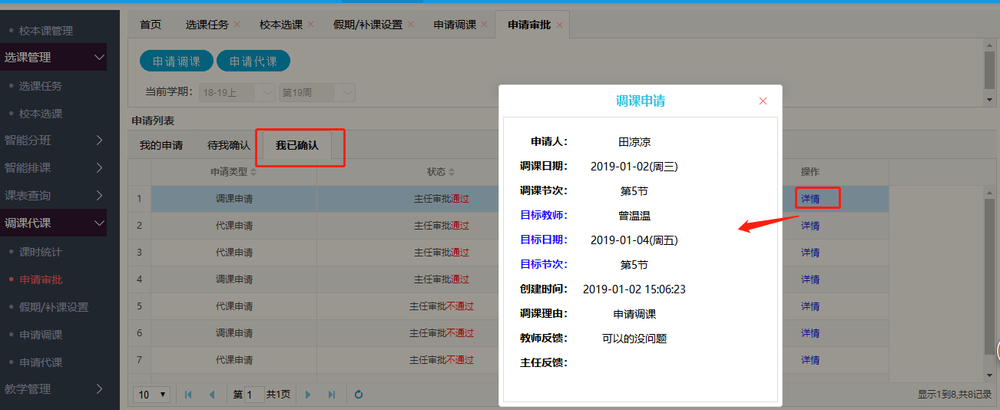 首页 选课任务 × 校本选课 × 假期/补课设置 × 申请调课 × 申请审批 ×
校本课管理
选课管理
选课任务
校本选课
智能分班
智能排课
课表查询
调课代课
课时统计
申请审批
假期/补课设置
申请调课
申请代课
教学管理
申请调课 申请代课
当前学期： 18-19上 第19周
申请列表
我的申请 待我确认 我已确认
申请类型 状态 操作
1 调课申请 主任审批通过 详情
2 代课申请 主任审批通过 详情
3 代课申请 主任审批通过 详情
4 调课申请 主任审批通过 详情
5 代课申请 主任审批不通过 详情
6 调课申请 主任审批不通过 详情
7 代课申请 主任审批不通过 详情
10 第 1 共1页 显示1到8,共8记录
调课申请 ×
申请人： 田凉凉
调课日期： 2019-01-02(周三)
调课节次： 第5节
目标教师： 曾温温
目标日期： 2019-01-04(周五)
目标节次： 第5节
创建时间： 2019-01-02 15:06:23
调课理由： 申请调课
教师反馈： 可以的没问题
主任反馈：